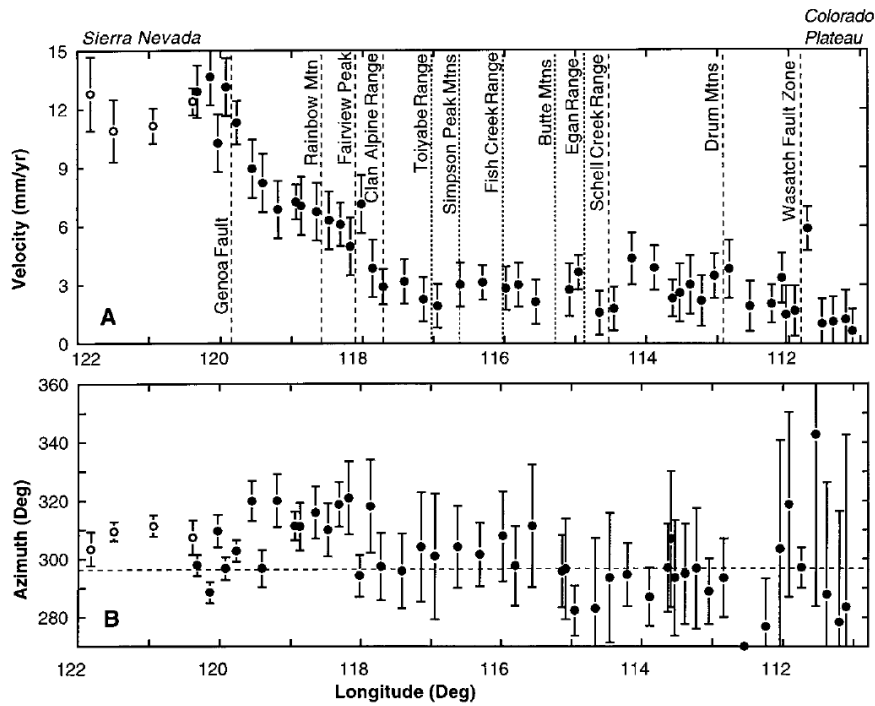 Sierra Nevada
Colorado
Plateau
15
12
9
6
3
0
Velocity (mm/yr)
A
Genoa Fault
Rainbow Mtn
Fairview Peak
Clan Alpine Range
Toiyabe Range
Simpson Peak Mtns
Fish Creek Range
Butte Mtns
Egan Range
Schell Creek Range
Drum Mtns
Wasatch Fault Zone
122 120 118 116 114 112
360
340
320
300
280
Azimuth (Deg)
B
122 120 118 116 114 112
Longitude (Deg)